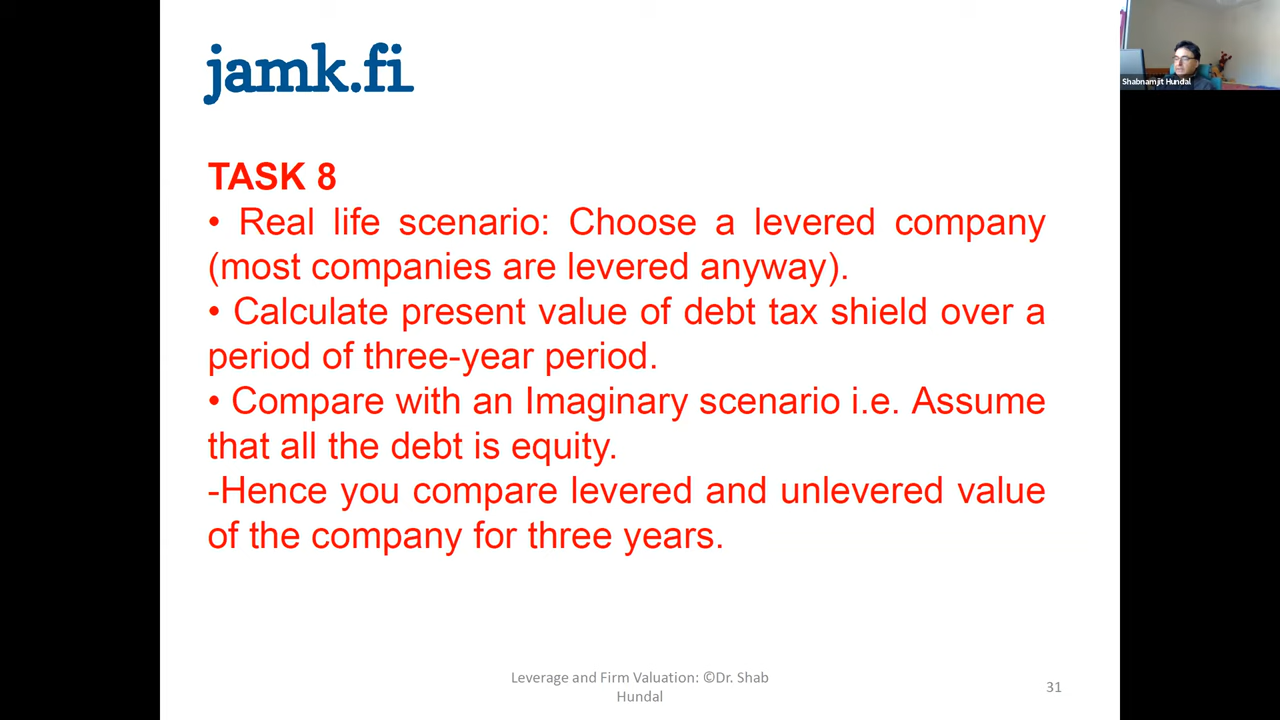 jamk.fi
Shabnamjit Hundal
TASK 8
• Real life scenario: Choose a levered company
(most companies are levered anyway).
• Calculate present value of debt tax shield over a
period of three-year period.
• Compare with an Imaginary scenario i.e. Assume
that all the debt is equity.
-Hence you compare levered and unlevered value
of the company for three years.
Leverage and Firm Valuation: ©Dr. Shab
Hundal
31